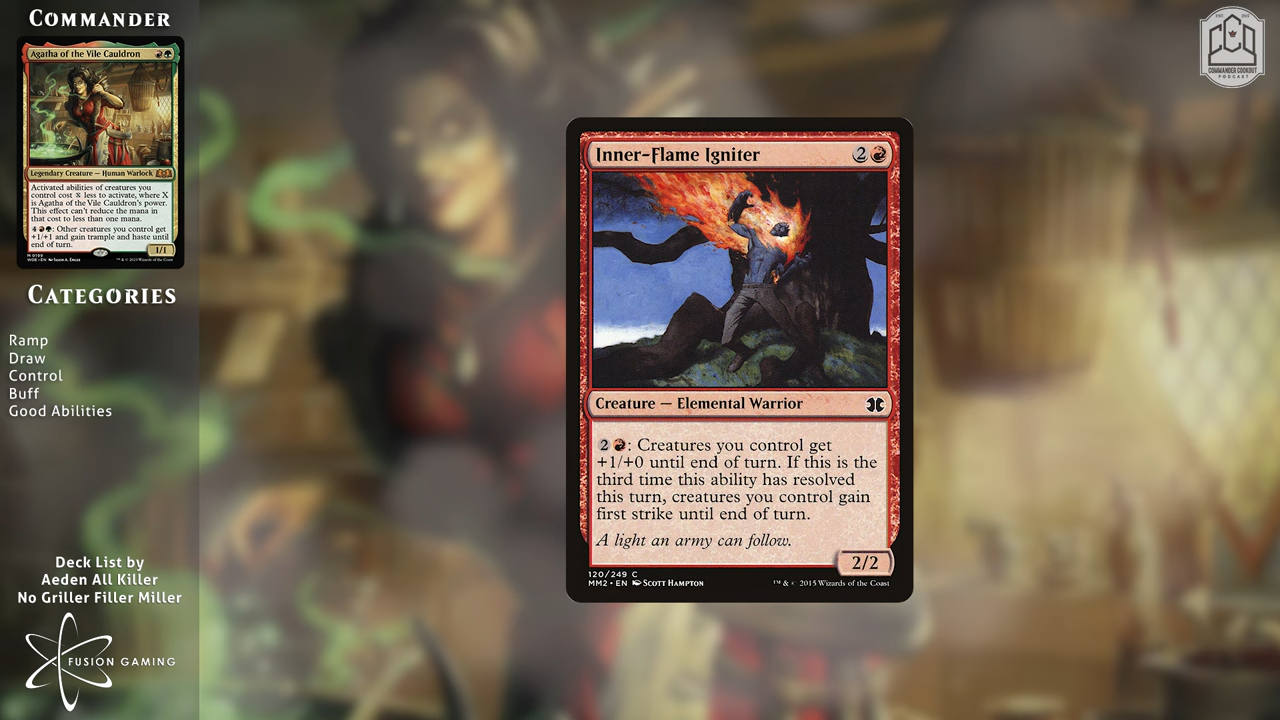 COMMANDER
Agatha of the Vile Cauldron
Legendary Creature — Human Warlock
Activated abilities of creatures you
control cost X less to activate, where X
is Agatha of the Vile Cauldron's power.
This effect can't reduce the mana in
that cost to less than one mana.
4RG: Other creatures you control get
+1/+1 and gain trample and haste until
end of turn.
1/1
CATEGORIES
Ramp
Draw
Control
Buff
Good Abilities
Deck List by
Aeden All Killer
No Griller Filler Miller
FUSION GAMING
Inner-Flame Igniter
2
Creature — Elemental Warrior
2: Creatures you control get
+1/+0 until end of turn. If this is the
third time this ability has resolved
this turn, creatures you control gain
first strike until end of turn.
A light an army can follow.
2/2
120/249 C
MM2 • EN Scott Hampton
™ & © 2015 Wizards of the Coast
CCO
COMMANDER COOKOUT
PODCAST